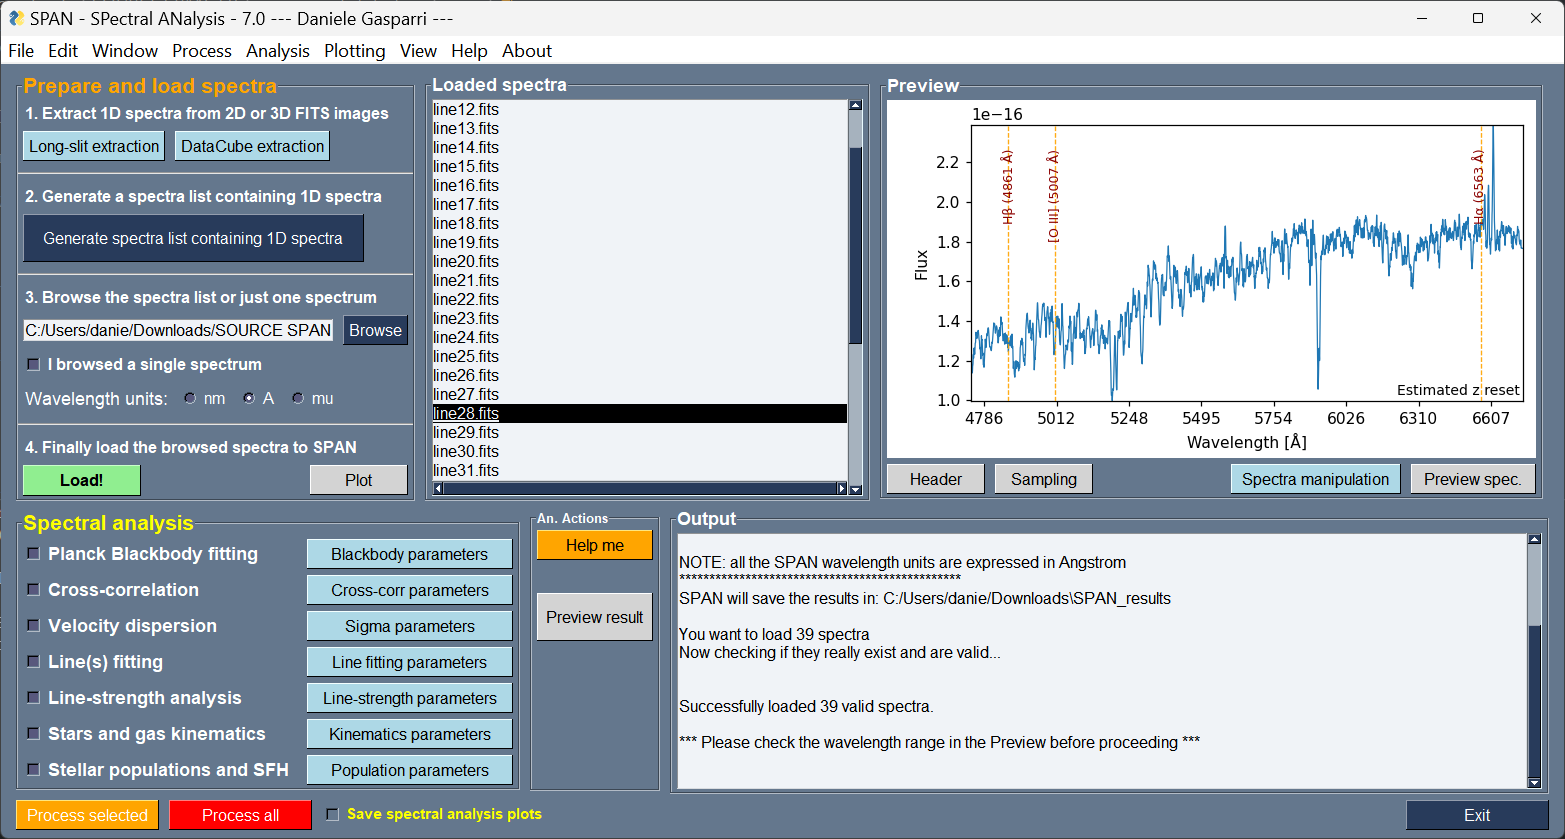 SPAN - SPectral ANalysis - 7.0 --- Daniele Gasparri ---
File Edit Window Process Analysis Plotting View Help About
Prepare and load spectra
1. Extract 1D spectra from 2D or 3D FITS images
Long-slit extraction DataCube extraction
2. Generate a spectra list containing 1D spectra
Generate spectra list containing 1D spectra
3. Browse the spectra list or just one spectrum
C:/Users/danie/Downloads/SOURCE SPAN Browse
I browsed a single spectrum
Wavelength units: nm A mu
4. Finally load the browsed spectra to SPAN
Load! Plot
Loaded spectra
line12.fits
line13.fits
line14.fits
line15.fits
line16.fits
line17.fits
line18.fits
line19.fits
line20.fits
line21.fits
line22.fits
line23.fits
line24.fits
line25.fits
line26.fits
line27.fits
line28.fits
line29.fits
line30.fits
line31.fits
Preview
1e−16
2.2
2.0
1.8
1.6
1.4
1.2
1.0
Flux
Hβ (4861 Å)
[O III] (5007 Å)
Hα (6563 Å)
Estimated z reset
4786 5012 5248 5495 5754 6026 6310 6607
Wavelength [Å]
Header Sampling Spectra manipulation Preview spec.
Spectral analysis
Planck Blackbody fitting Blackbody parameters
Cross-correlation Cross-corr parameters
Velocity dispersion Sigma parameters
Line(s) fitting Line fitting parameters
Line-strength analysis Line-strength parameters
Stars and gas kinematics Kinematics parameters
Stellar populations and SFH Population parameters
An. Actions
Help me
Preview result
Output
NOTE: all the SPAN wavelength units are expressed in Angstrom
***********************************************
SPAN will save the results in: C:/Users/danie/Downloads\SPAN_results
You want to load 39 spectra
Now checking if they really exist and are valid...
Successfully loaded 39 valid spectra.
*** Please check the wavelength range in the Preview before proceeding ***
Process selected Process all Save spectral analysis plots Exit